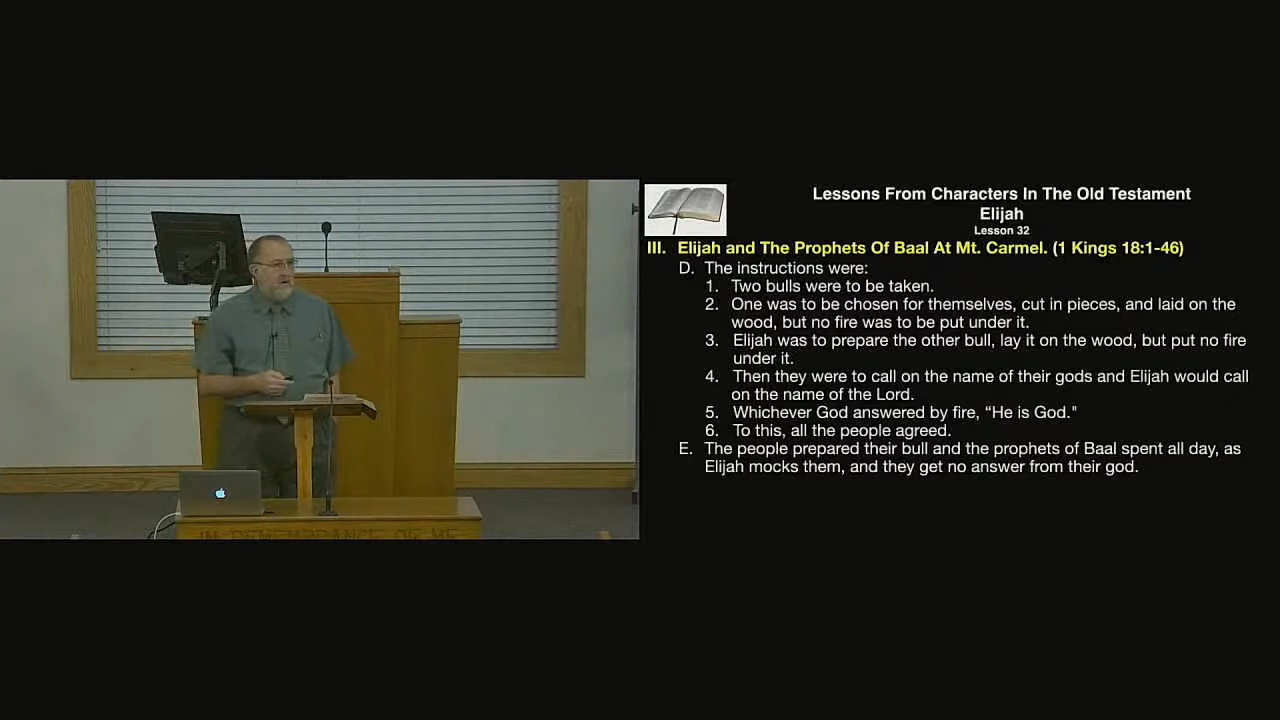 Lessons From Characters In The Old Testament
Elijah
Lesson 32
III. Elijah and The Prophets Of Baal At Mt. Carmel. (1 Kings 18:1-46)
D. The instructions were:
1. Two bulls were to be taken.
2. One was to be chosen for themselves, cut in pieces, and laid on the
wood, but no fire was to be put under it.
3. Elijah was to prepare the other bull, lay it on the wood, but put no fire
under it.
4. Then they were to call on the name of their gods and Elijah would call
on the name of the Lord.
5. Whichever God answered by fire, “He is God."
6. To this, all the people agreed.
E. The people prepared their bull and the prophets of Baal spent all day, as
Elijah mocks them, and they get no answer from their god.
IN REMEMBRANCE OF ME